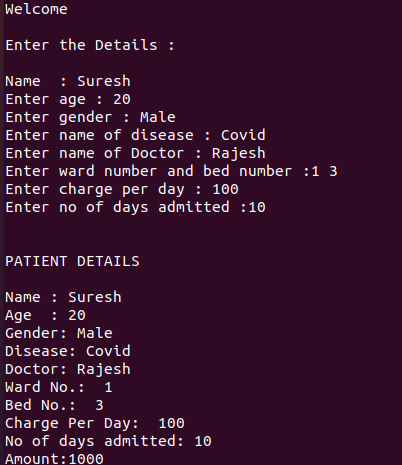 Welcome
Enter the Details :
Name  : Suresh
Enter age : 20
Enter gender : Male
Enter name of disease : Covid
Enter name of Doctor : Rajesh
Enter ward number and bed number :1 3
Enter charge per day : 100
Enter no of days admitted :10
PATIENT DETAILS
Name : Suresh
Age  : 20
Gender: Male
Disease: Covid
Doctor: Rajesh
Ward No.:  1
Bed No.:  3
Charge Per Day:  100
No of days admitted: 10
Amount:1000